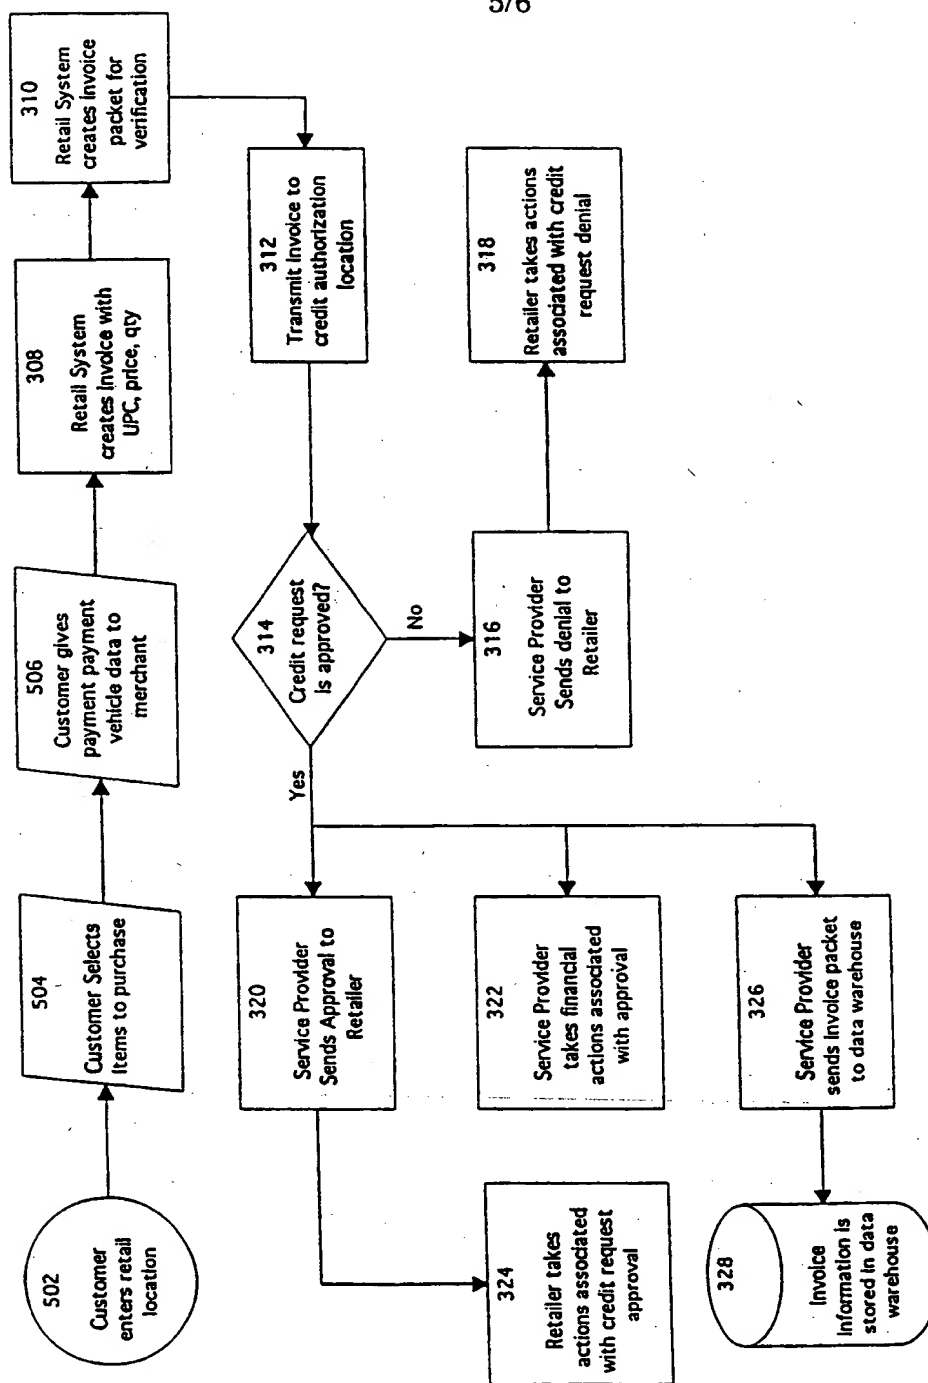 5/6
502
Customer
enters retail
location
504
Customer Selects
Items to purchase
506
Customer gives
payment payment
vehicle data to
merchant
308
Retail System
creates Invoice with
UPC, price, qty
310
Retail System
creates Invoice
packet for
verification
312
Transmit Invoice to
credit authorization
location
314
Credit request
Is approved?
No
Yes
316
Service Provider
Sends denial to
Retailer
318
Retailer takes actions
associated with credit
request denial
320
Service Provider
Sends Approval to
Retailer
322
Service Provider
takes financial
actions associated
with approval
324
Retailer takes
actions associated
with credit request
approval
326
Service Provider
sends Invoice packet
to data warehouse
328
Invoice
Information is
stored in data
warehouse